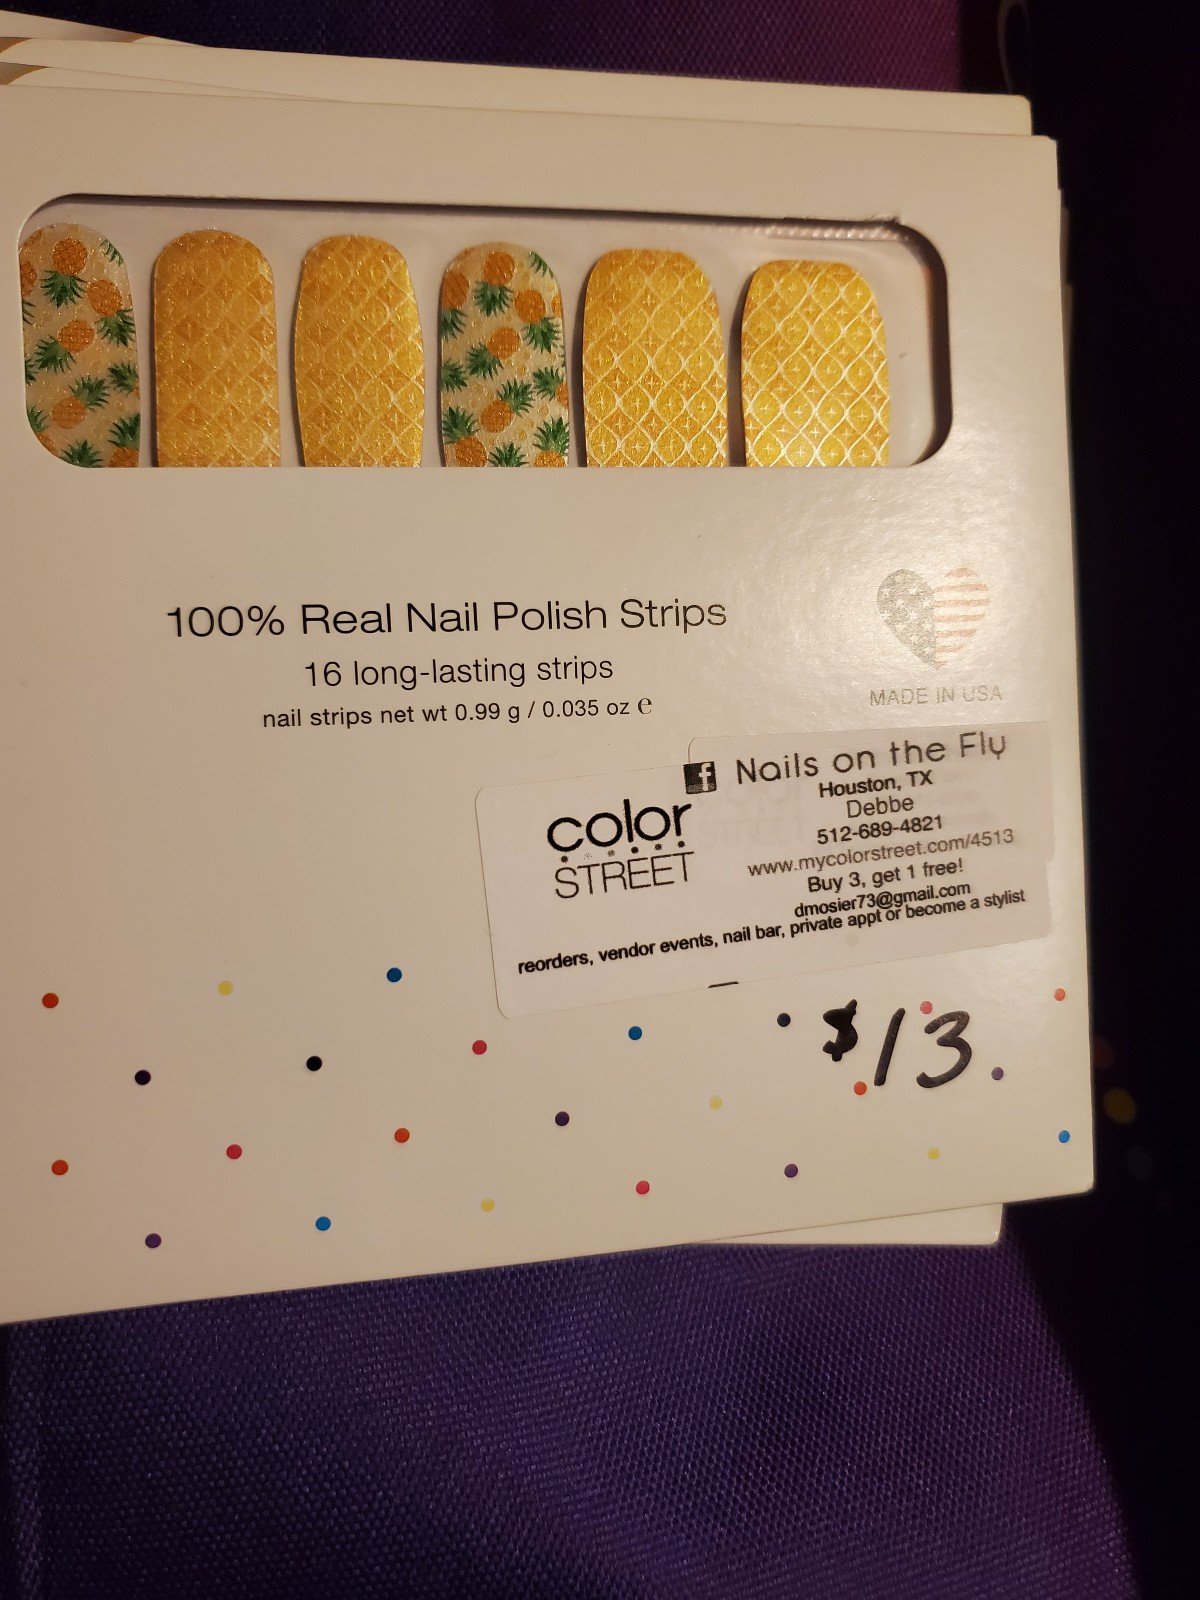 100% Real Nail Polish Strips
16 long-lasting strips
nail strips net wt 0.99 g / 0.035 oz ℮
MADE IN USA
f Nails on the Fly
Houston, TX
Debbe
512-689-4821
www.mycolorstreet.com/4513
Buy 3, get 1 free!
dmosier73@gmail.com
color
STREET
reorders, vendor events, nail bar, private appt or become a stylist
$13